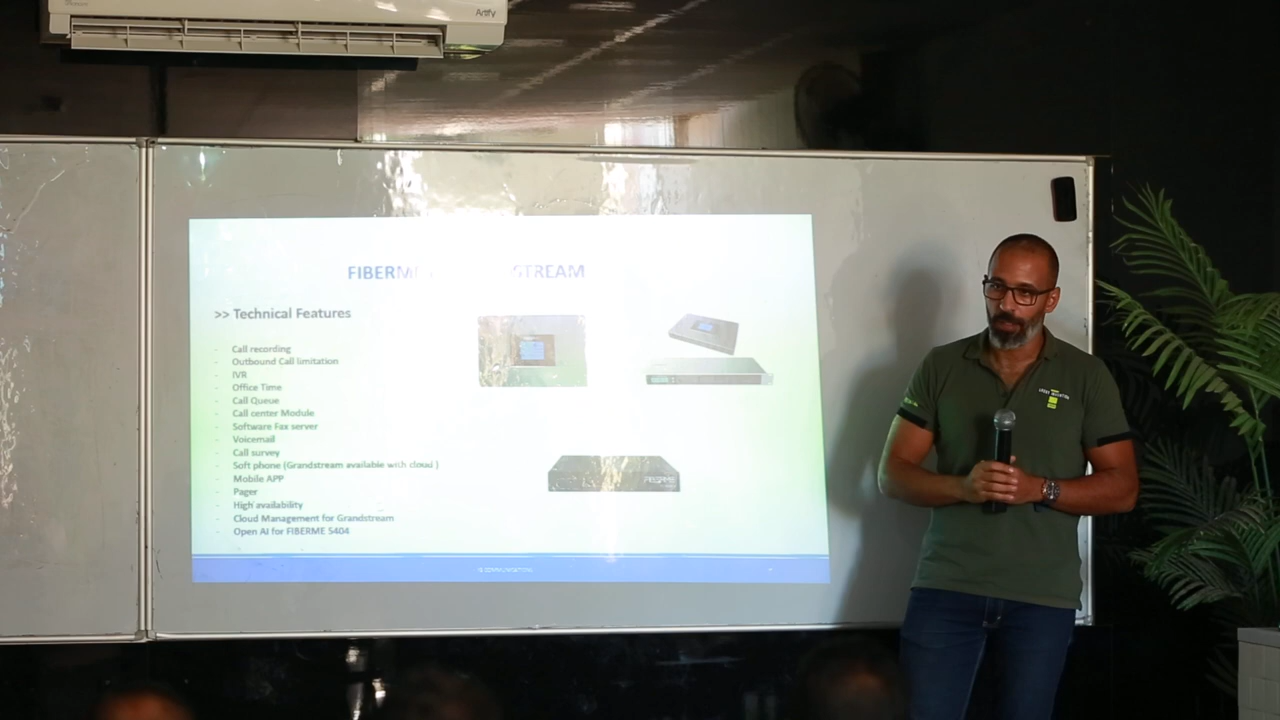 Artify
FIBERME STREAM
>> Technical Features
- Call recording
- Outbound Call limitation
- IVR
- Office Time
- Call Queue
- Call center Module
- Software Fax server
- Voicemail
- Call survey
- Soft phone (Grandstream available with cloud )
- Mobile APP
- Pager
- High availability
- Cloud Management for Grandstream
- Open AI for FIBERME S404
FIBERME